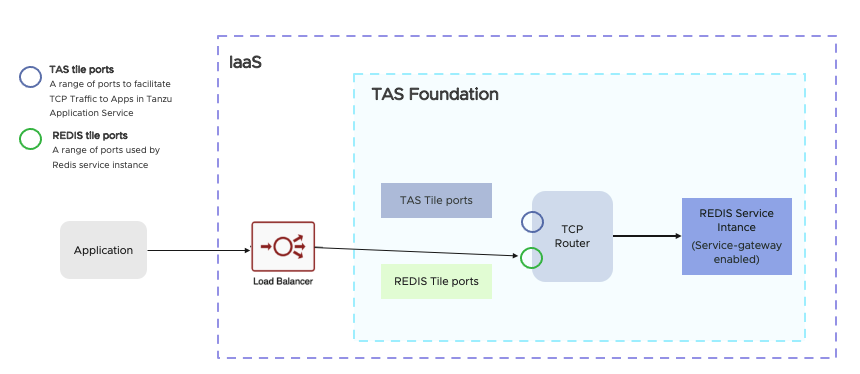 IaaS
TAS tile ports
A range of ports to facilitate
TCP Traffic to Apps in Tanzu
Application Service
REDIS tile ports
A range of ports used by
Redis service instance
TAS Foundation
TAS Tile ports
REDIS Tile ports
Application
Load Balancer
TCP
Router
REDIS Service
Intance
(Service-gateway
enabled)